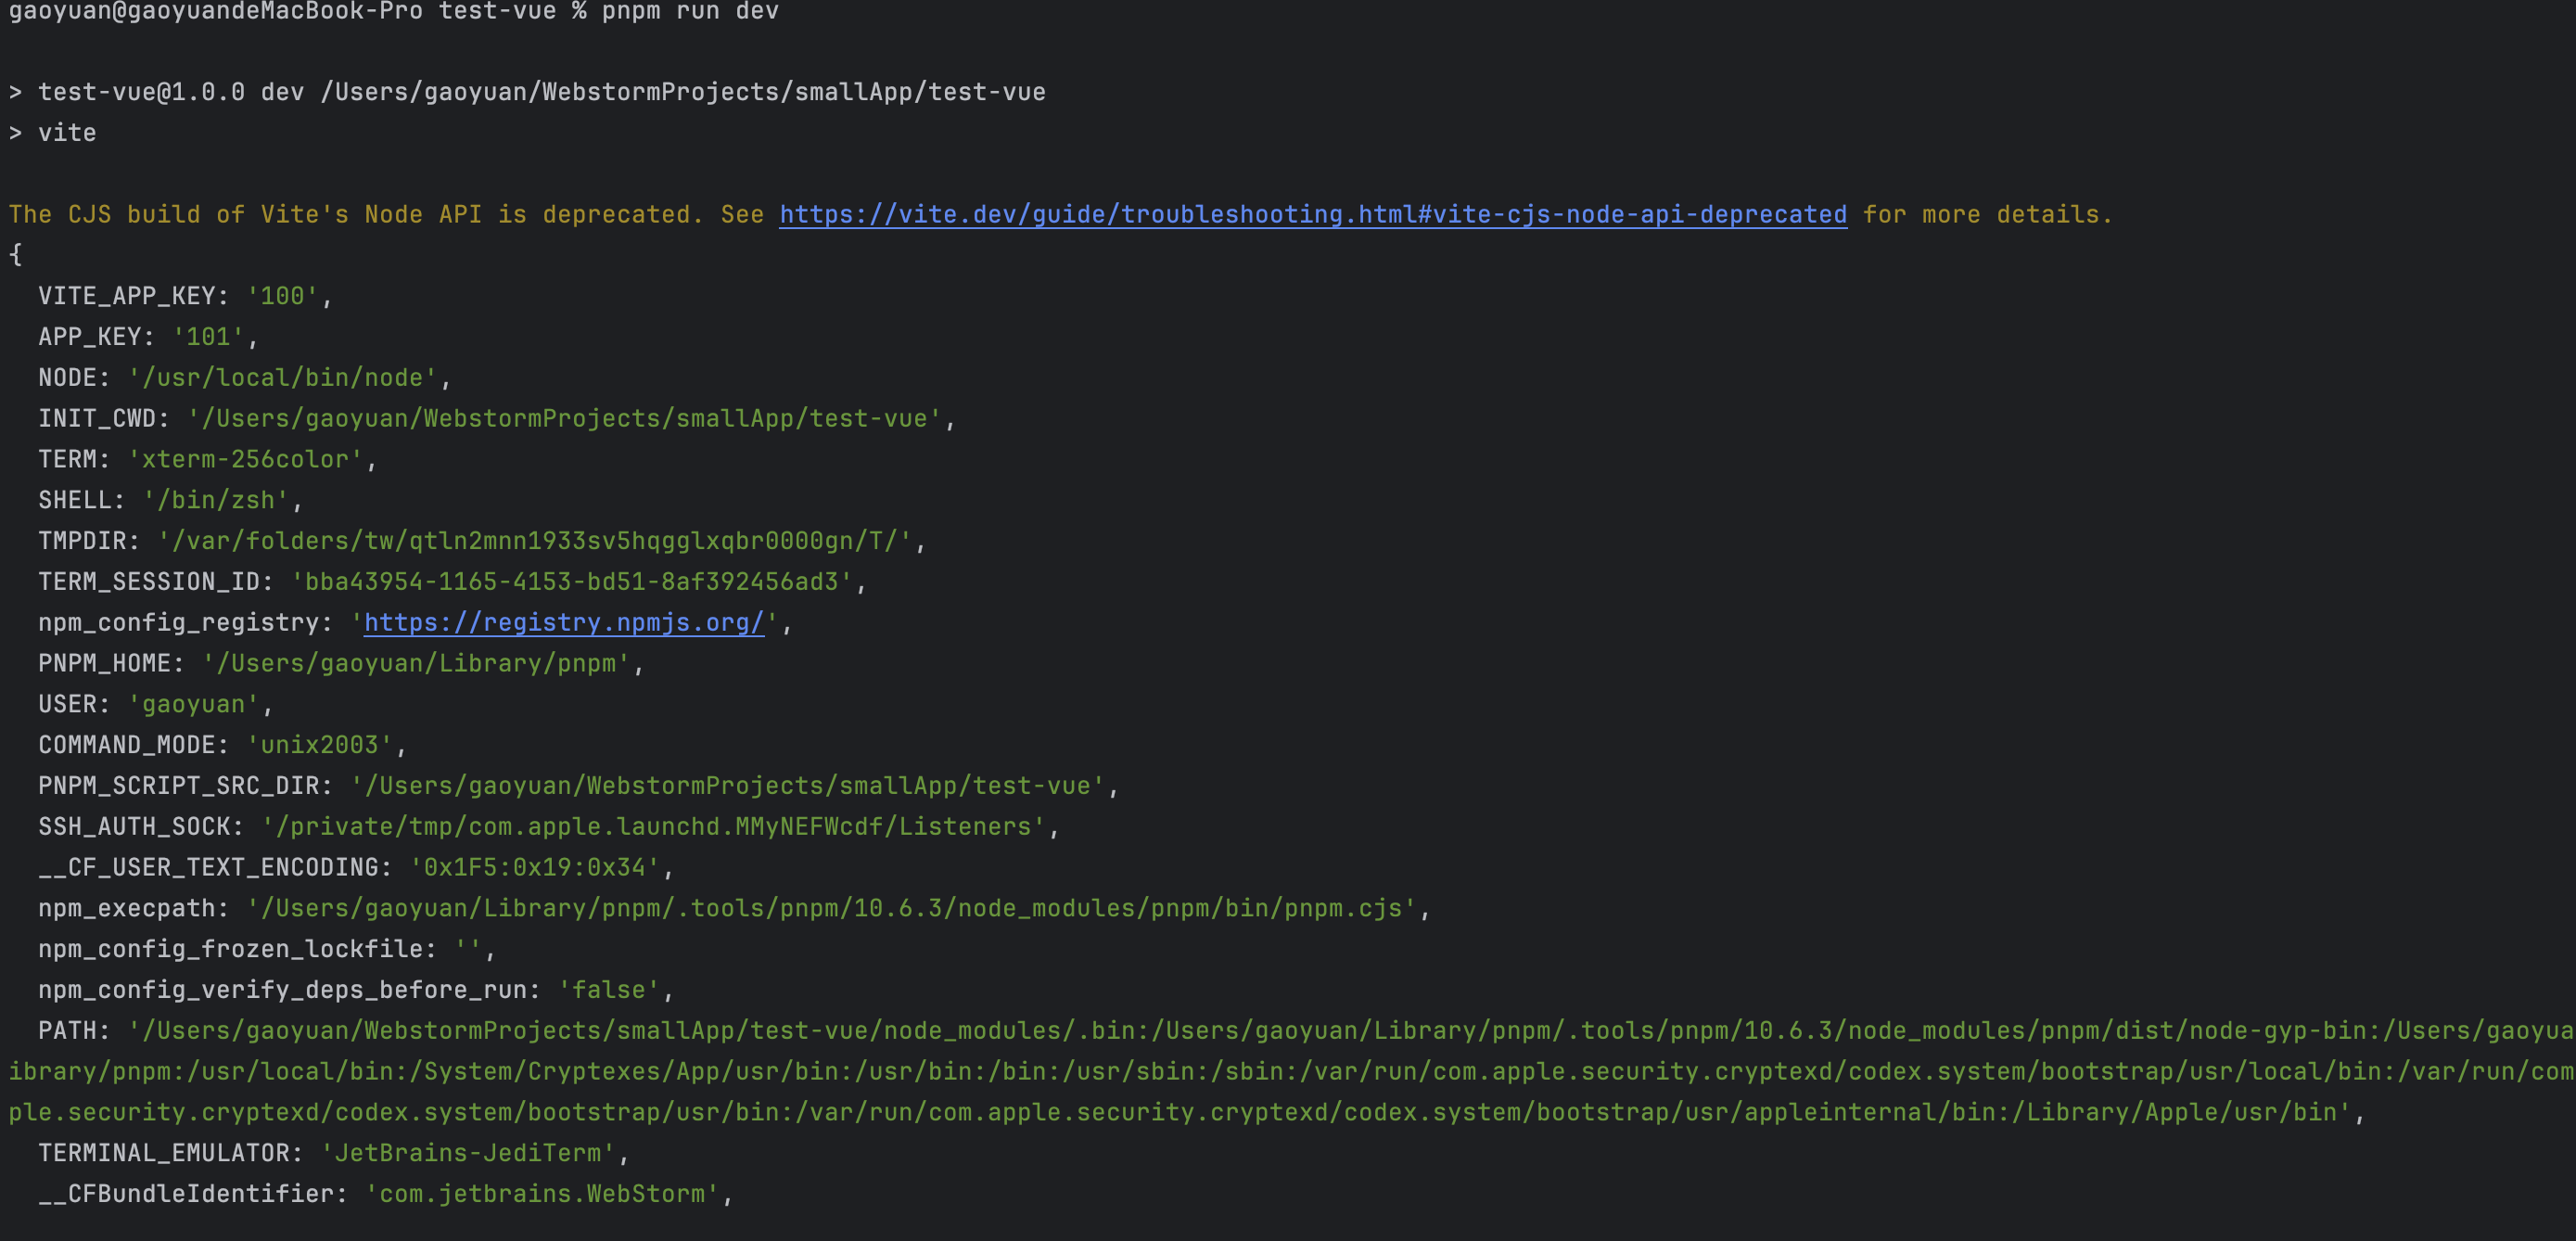 gaoyuan@gaoyuandeMacBook-Pro test-vue % pnpm run dev
> test-vue@1.0.0 dev /Users/gaoyuan/WebstormProjects/smallApp/test-vue
> vite
The CJS build of Vite's Node API is deprecated. See https://vite.dev/guide/troubleshooting.html#vite-cjs-node-api-deprecated for more details.
{
  VITE_APP_KEY: '100',
  APP_KEY: '101',
  NODE: '/usr/local/bin/node',
  INIT_CWD: '/Users/gaoyuan/WebstormProjects/smallApp/test-vue',
  TERM: 'xterm-256color',
  SHELL: '/bin/zsh',
  TMPDIR: '/var/folders/tw/qtln2mnn1933sv5hqgglxqbr0000gn/T/',
  TERM_SESSION_ID: 'bba43954-1165-4153-bd51-8af392456ad3',
  npm_config_registry: 'https://registry.npmjs.org/',
  PNPM_HOME: '/Users/gaoyuan/Library/pnpm',
  USER: 'gaoyuan',
  COMMAND_MODE: 'unix2003',
  PNPM_SCRIPT_SRC_DIR: '/Users/gaoyuan/WebstormProjects/smallApp/test-vue',
  SSH_AUTH_SOCK: '/private/tmp/com.apple.launchd.MMyNEFWcdf/Listeners',
  __CF_USER_TEXT_ENCODING: '0x1F5:0x19:0x34',
  npm_execpath: '/Users/gaoyuan/Library/pnpm/.tools/pnpm/10.6.3/node_modules/pnpm/bin/pnpm.cjs',
  npm_config_frozen_lockfile: '',
  npm_config_verify_deps_before_run: 'false',
  PATH: '/Users/gaoyuan/WebstormProjects/smallApp/test-vue/node_modules/.bin:/Users/gaoyuan/Library/pnpm/.tools/pnpm/10.6.3/node_modules/pnpm/dist/node-gyp-bin:/Users/gaoyua
ibrary/pnpm:/usr/local/bin:/System/Cryptexes/App/usr/bin:/usr/bin:/bin:/usr/sbin:/sbin:/var/run/com.apple.security.cryptexd/codex.system/bootstrap/usr/local/bin:/var/run/com
ple.security.cryptexd/codex.system/bootstrap/usr/bin:/var/run/com.apple.security.cryptexd/codex.system/bootstrap/usr/appleinternal/bin:/Library/Apple/usr/bin',
  TERMINAL_EMULATOR: 'JetBrains-JediTerm',
  __CFBundleIdentifier: 'com.jetbrains.WebStorm',